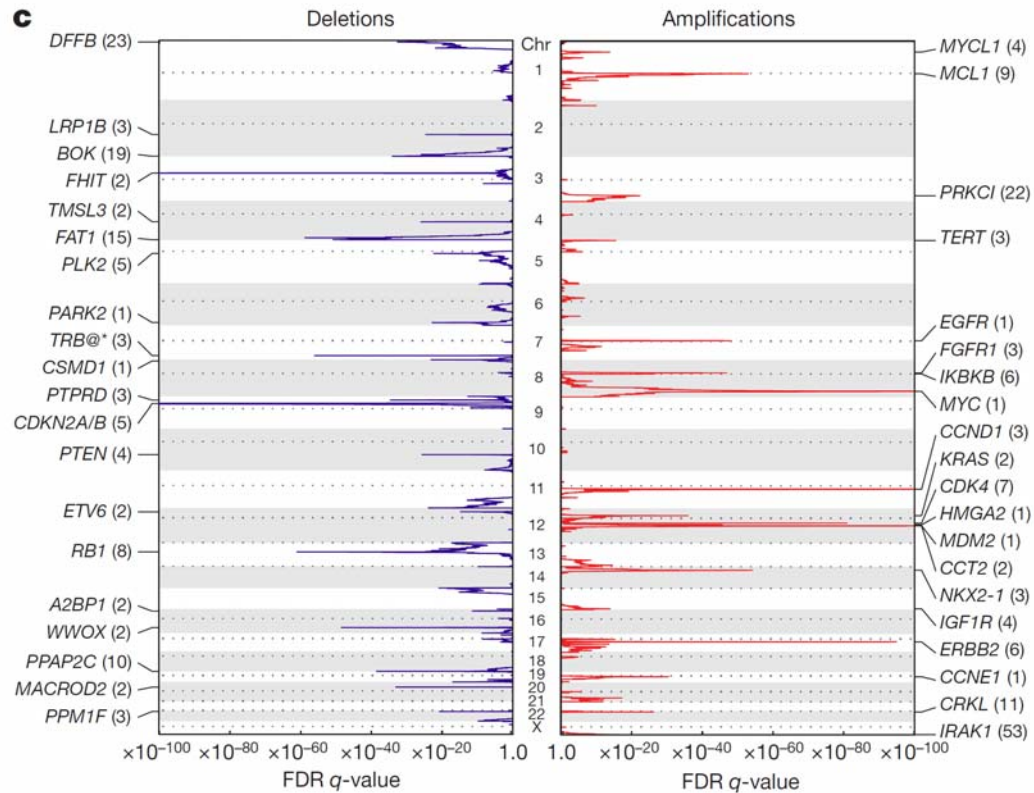 c
Deletions
Amplifications
DFFB (23)
LRP1B (3)
BOK (19)
FHIT (2)
TMSL3 (2)
FAT1 (15)
PLK2 (5)
PARK2 (1)
TRB@* (3)
CSMD1 (1)
PTPRD (3)
CDKN2A/B (5)
PTEN (4)
ETV6 (2)
RB1 (8)
A2BP1 (2)
WWOX (2)
PPAP2C (10)
MACROD2 (2)
PPM1F (3)
Chr
1
2
3
4
5
6
7
8
9
10
11
12
13
14
15
16
17
18
19
20
21
22
X
MYCL1 (4)
MCL1 (9)
PRKCI (22)
TERT (3)
EGFR (1)
FGFR1 (3)
IKBKB (6)
MYC (1)
CCND1 (3)
KRAS (2)
CDK4 (7)
HMGA2 (1)
MDM2 (1)
CCT2 (2)
NKX2-1 (3)
IGF1R (4)
ERBB2 (6)
CCNE1 (1)
CRKL (11)
IRAK1 (53)
×10–100 ×10–80 ×10–60 ×10–40 ×10–20 1.0
1.0 ×10–20 ×10–40 ×10–60 ×10–80 ×10–100
FDR q-value
FDR q-value